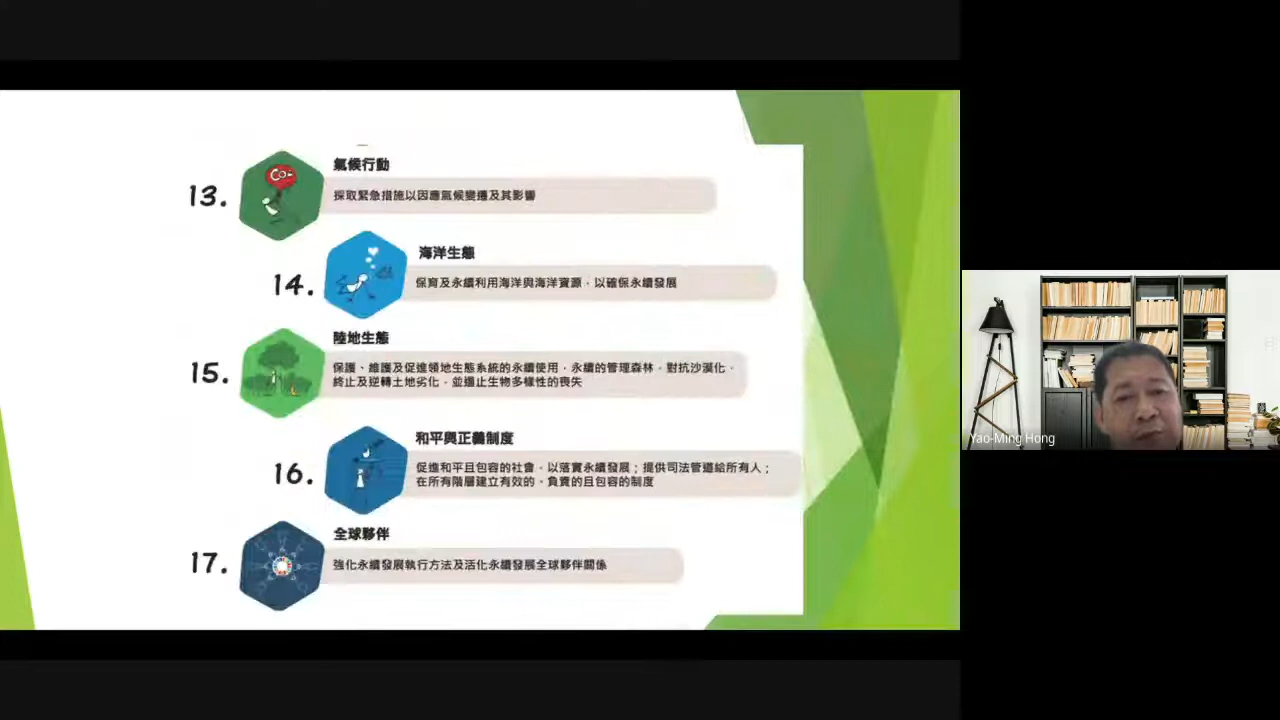 13.
氣候行動
CO₂
採取緊急措施以因應氣候變遷及其影響
14.
海洋生態
保育及永續利用海洋與海洋資源，以確保永續發展
15.
陸地生態
保護、維護及促進領地生態系統的永續使用，永續的管理森林，對抗沙漠化，
終止及逆轉土地劣化，並遏止生物多樣性的喪失
16.
和平與正義制度
促進和平且包容的社會，以落實永續發展；提供司法管道給所有人；
在所有階層建立有效的、負責的且包容的制度
17.
全球夥伴
強化永續發展執行方法及活化永續發展全球夥伴關係
Yao-Ming Hong